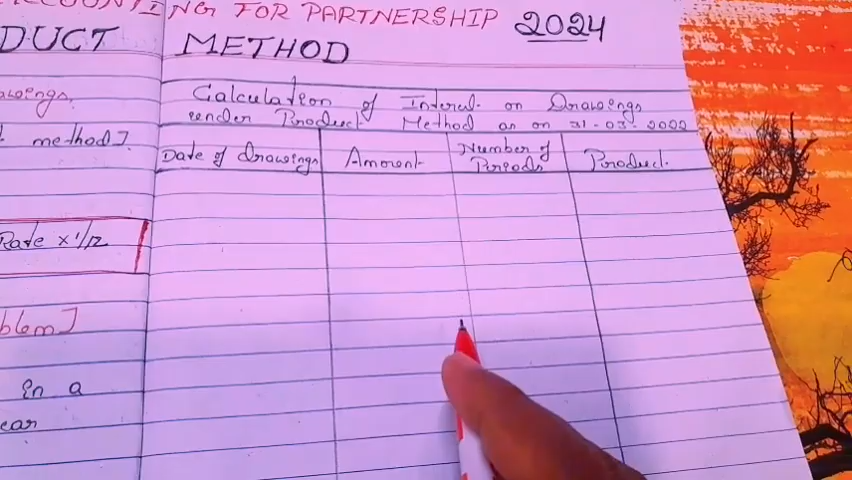 ACCOUNTING FOR PARTNERSHIP 2024
DUCT METHOD
Calculation of Interest on Drawings
under Product Method as on 31-03-2022
Date of drawings Amount Number of Periods Product
method]
Rate x 1/12
blem]
in a
ear